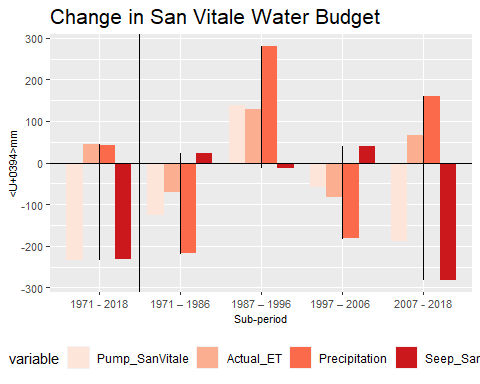 Change in San Vitale Water Budget
300
200
100
0
-100
-200
-300
<U+0394>mm
1971 - 2018
1971 – 1986
1987 – 1996
1997 – 2006
2007 - 2018
Sub-period
variable
Pump_SanVitale
Actual_ET
Precipitation
Seep_San